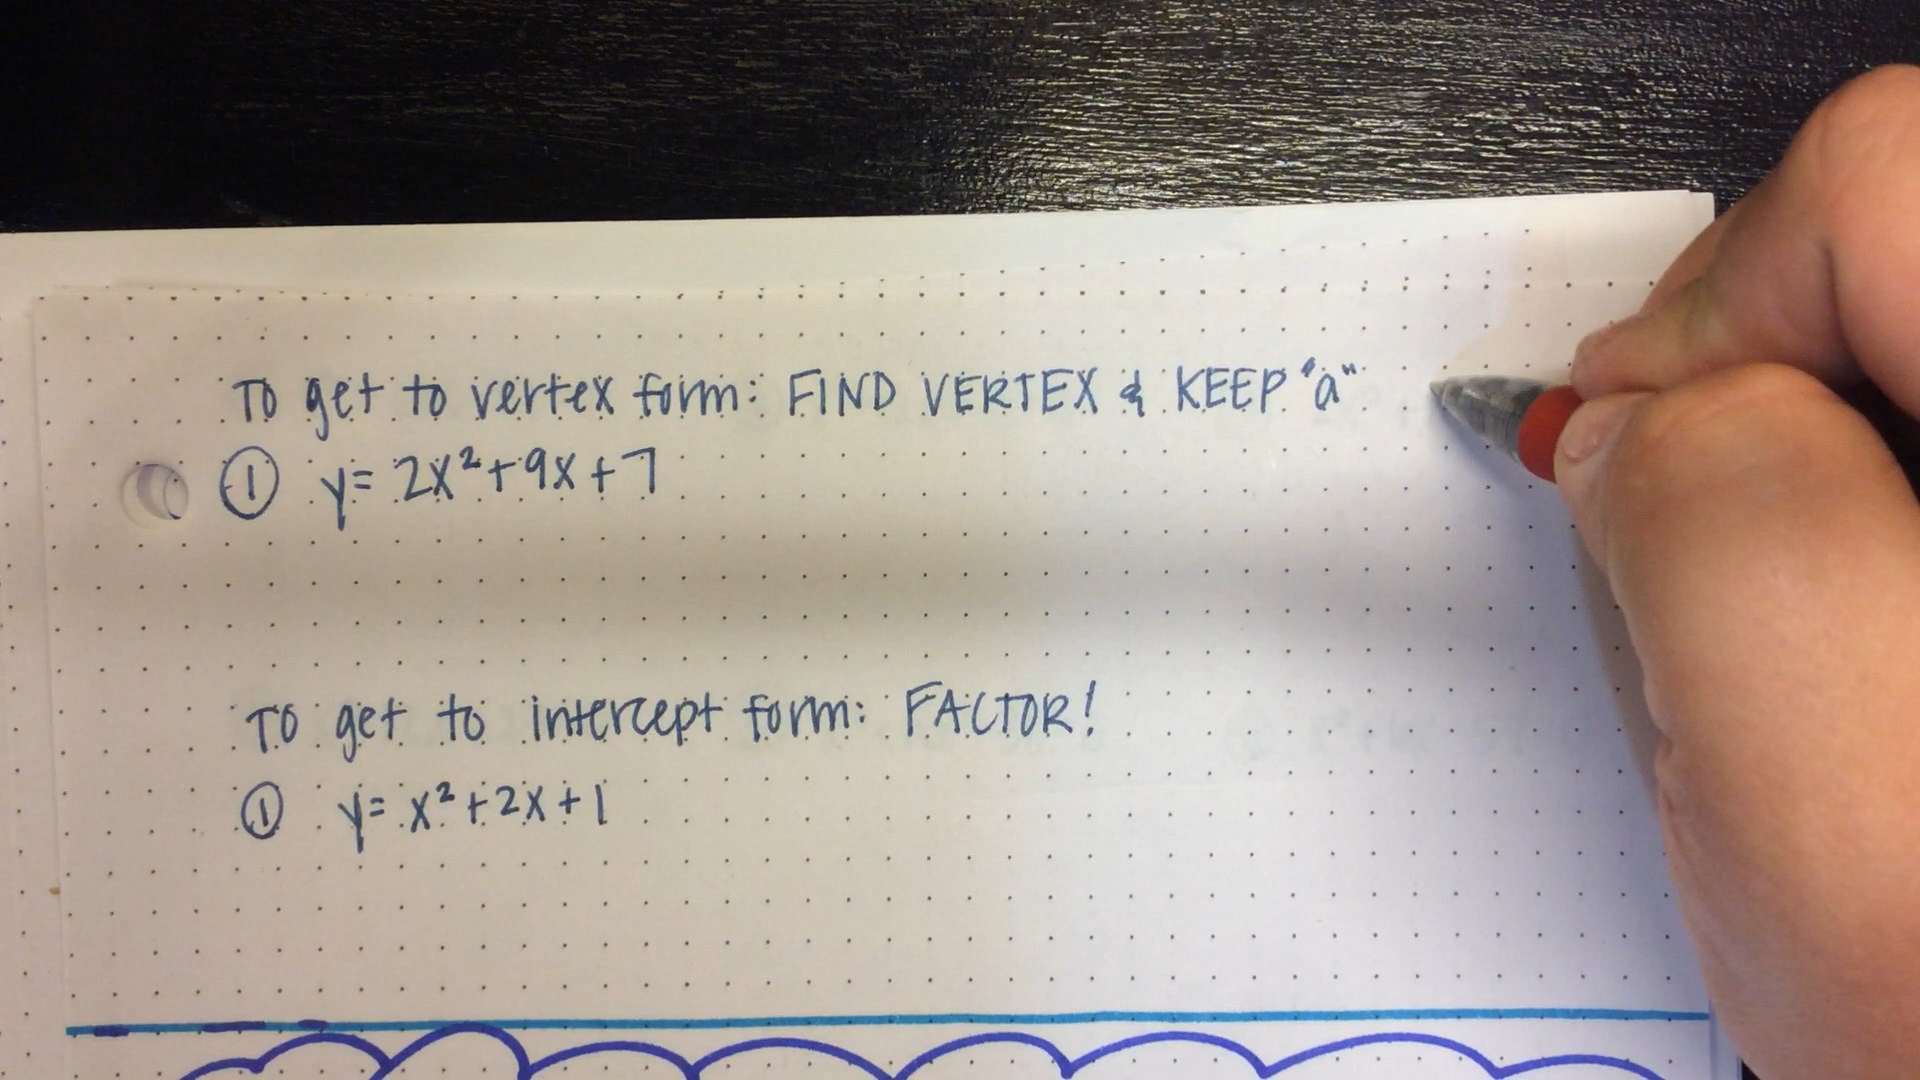 To get to vertex form: FIND VERTEX & KEEP "a"
① y= 2x²+9x+7
To get to intercept form: FACTOR!
① y= x²+2x+1